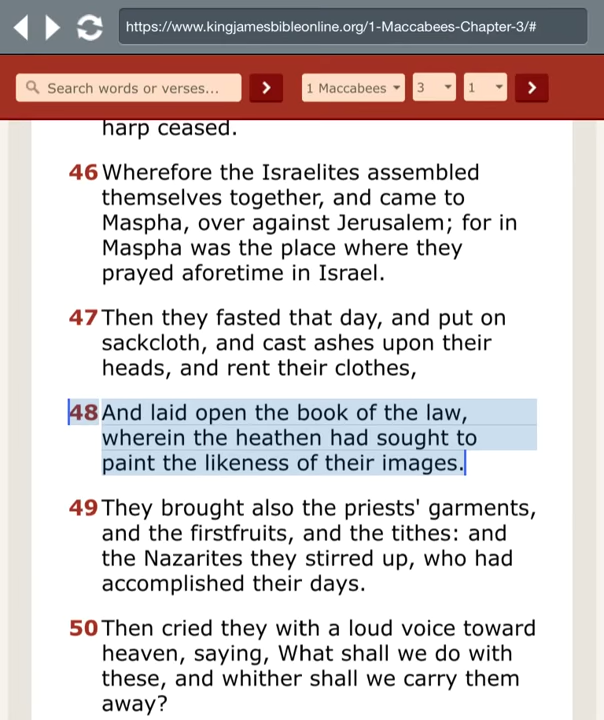 https://www.kingjamesbibleonline.org/1-Maccabees-Chapter-3/#
Search words or verses... 1 Maccabees 3 1
harp ceased.
46 Wherefore the Israelites assembled
themselves together, and came to
Maspha, over against Jerusalem; for in
Maspha was the place where they
prayed aforetime in Israel.
47 Then they fasted that day, and put on
sackcloth, and cast ashes upon their
heads, and rent their clothes,
48 And laid open the book of the law,
wherein the heathen had sought to
paint the likeness of their images.
49 They brought also the priests' garments,
and the firstfruits, and the tithes: and
the Nazarites they stirred up, who had
accomplished their days.
50 Then cried they with a loud voice toward
heaven, saying, What shall we do with
these, and whither shall we carry them
away?